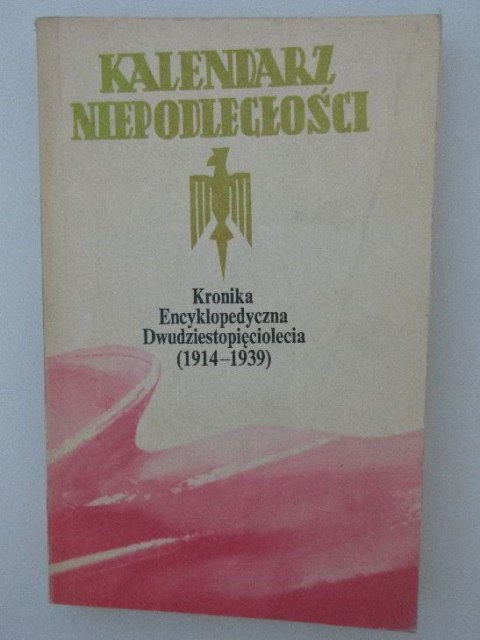 KALENDARZ
NIEPODLEGŁOŚCI
Kronika
Encyklopedyczna
Dwudziestopięciolecia
(1914–1939)